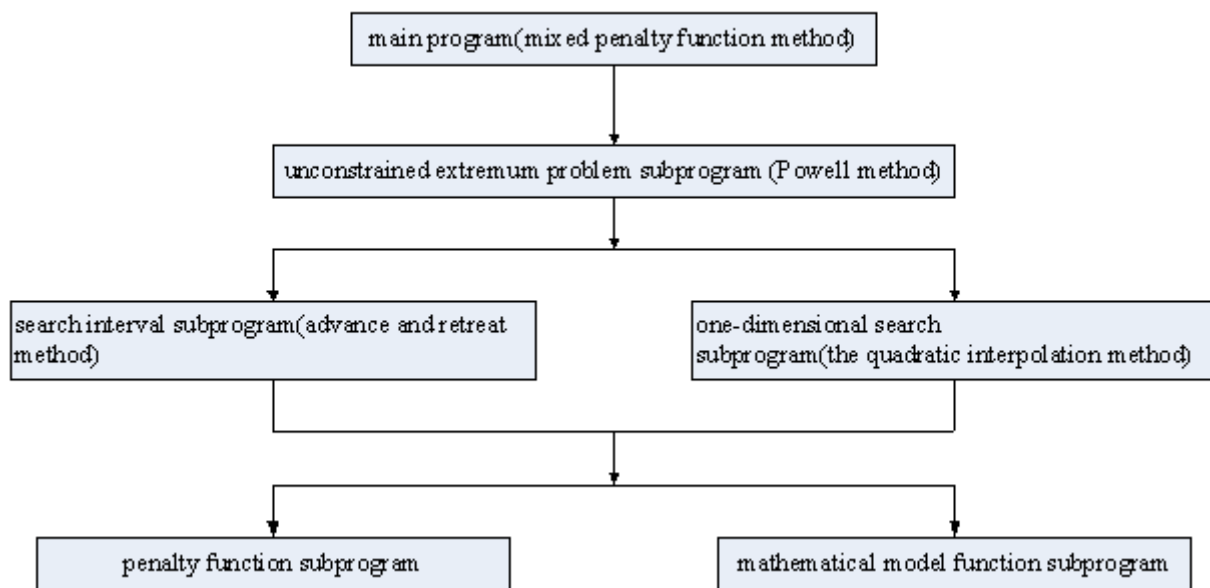 main program(mixed penalty function method)
unconstrained extremum problem subprogram (Powell method)
search interval subprogram(advance and retreat
method)
one-dimensional search
subprogram(the quadratic interpolation method)
penalty function subprogram
mathematical model function subprogram